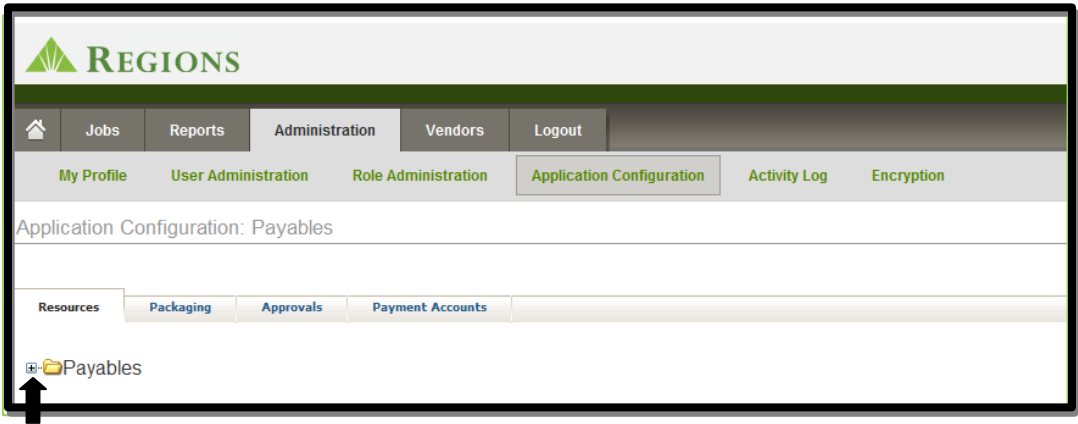 REGIONS
Jobs Reports Administration Vendors Logout
My Profile User Administration Role Administration Application Configuration Activity Log Encryption
Application Configuration: Payables
Resources Packaging Approvals Payment Accounts
Payables